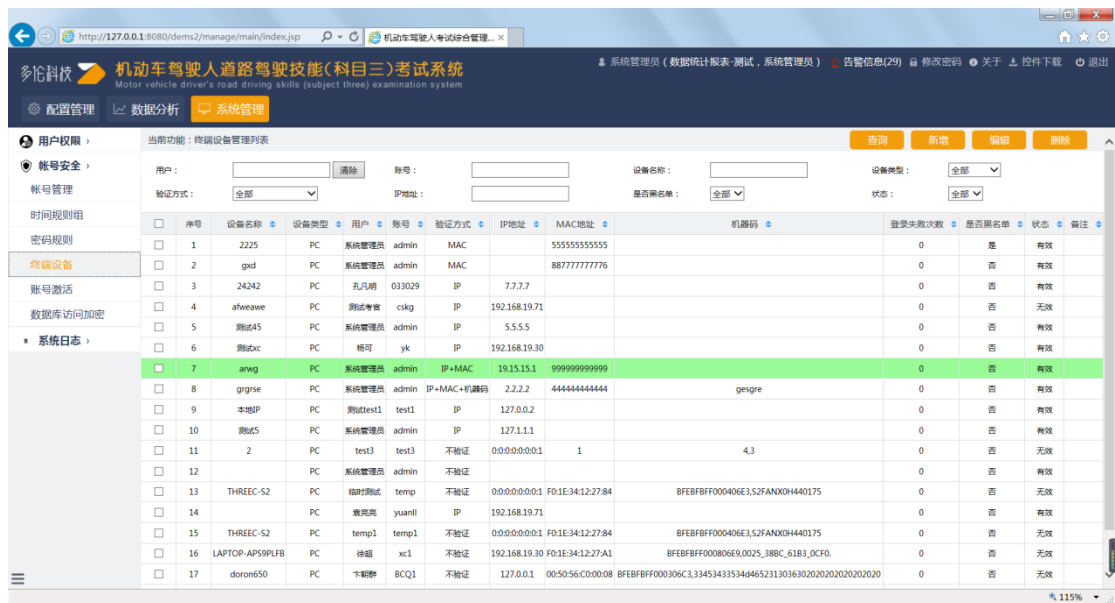 http://127.0.0.1:8080/dems2/manage/main/index.jsp 机动车驾驶人考试综合管理... ×
多伦科技 机动车驾驶人道路驾驶技能(科目三)考试系统
Motor vehicle driver's road driving skills (subject three) examination system
系统管理员 ( 数据统计报表-测试 , 系统管理员 ) 告警信息(29) 修改密码 关于 控件下载 退出
配置管理 数据分析 系统管理
用户权限 ›
帐号安全 ›
帐号管理
时间规则组
密码规则
终端设备
账号激活
数据库访问加密
系统日志 ›
当前功能 : 终端设备管理列表 查询 新增 编辑 删除
用户 : 清除 账号 : 设备名称 : 设备类型 : 全部
验证方式 : 全部 IP地址 : 是否黑名单 : 全部 状态 : 全部
序号 设备名称 设备类型 用户 账号 验证方式 IP地址 MAC地址 机器码 登录失败次数 是否黑名单 状态 备注
1 2225 PC 系统管理员 admin MAC 555555555555 0 是 有效
2 gxd PC 系统管理员 admin MAC 887777777776 0 否 有效
3 24242 PC 孔凡明 033029 IP 7.7.7.7 0 否 有效
4 afweawe PC 测试考官 cskg IP 192.168.19.71 0 否 无效
5 测试45 PC 系统管理员 admin IP 5.5.5.5 0 否 有效
6 测试xc PC 杨可 yk IP 192.168.19.30 0 否 有效
7 arwg PC 系统管理员 admin IP+MAC 19.15.15.1 999999999999 0 否 有效
8 grgrse PC 系统管理员 admin IP+MAC+机器码 2.2.2.2 444444444444 gesgre 0 否 有效
9 本地IP PC 测试test1 test1 IP 127.0.0.2 0 否 有效
10 测试5 PC 系统管理员 admin IP 127.1.1.1 0 否 有效
11 2 PC test3 test3 不验证 0:0:0:0:0:0:0:1 1 4,3 0 否 无效
12 PC 系统管理员 admin 不验证 0 否 有效
13 THREEC-S2 PC 临时测试 temp 不验证 0:0:0:0:0:0:0:1 F0:1E:34:12:27:84 BFEBFBFF000406E3,S2FANX0H440175 0 否 无效
14 PC 袁亮亮 yuanll IP 192.168.19.71 0 否 有效
15 THREEC-S2 PC temp1 temp1 不验证 0:0:0:0:0:0:0:1 F0:1E:34:12:27:84 BFEBFBFF000406E3,S2FANX0H440175 0 否 无效
16 LAPTOP-APS9PLFB PC 徐超 xc1 不验证 192.168.19.30 F0:1E:34:12:27:A1 BFEBFBFF000806E9,0025_38BC_61B3_0CF0. 0 否 无效
17 doron650 PC 卞朝群 BCQ1 不验证 127.0.0.1 00:50:56:C0:00:08 BFEBFBFF000306C3,33453433534d4652313036302020202020202020 0 否 无效
115%